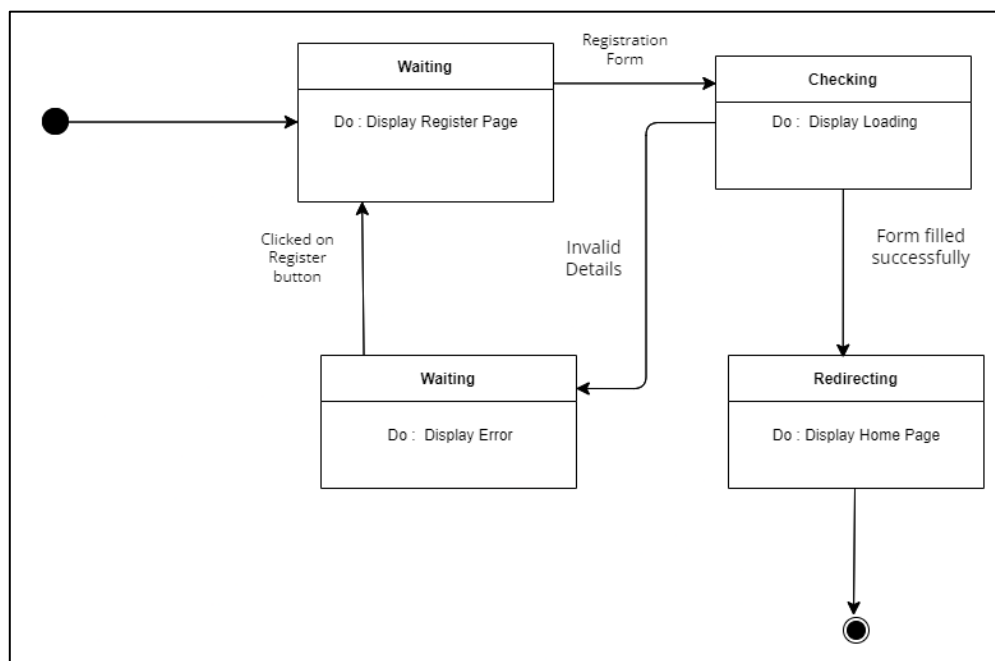 Waiting
Do : Display Register Page
Registration
Form
Checking
Do : Display Loading
Clicked on
Register
button
Invalid
Details
Form filled
successfully
Waiting
Do : Display Error
Redirecting
Do : Display Home Page